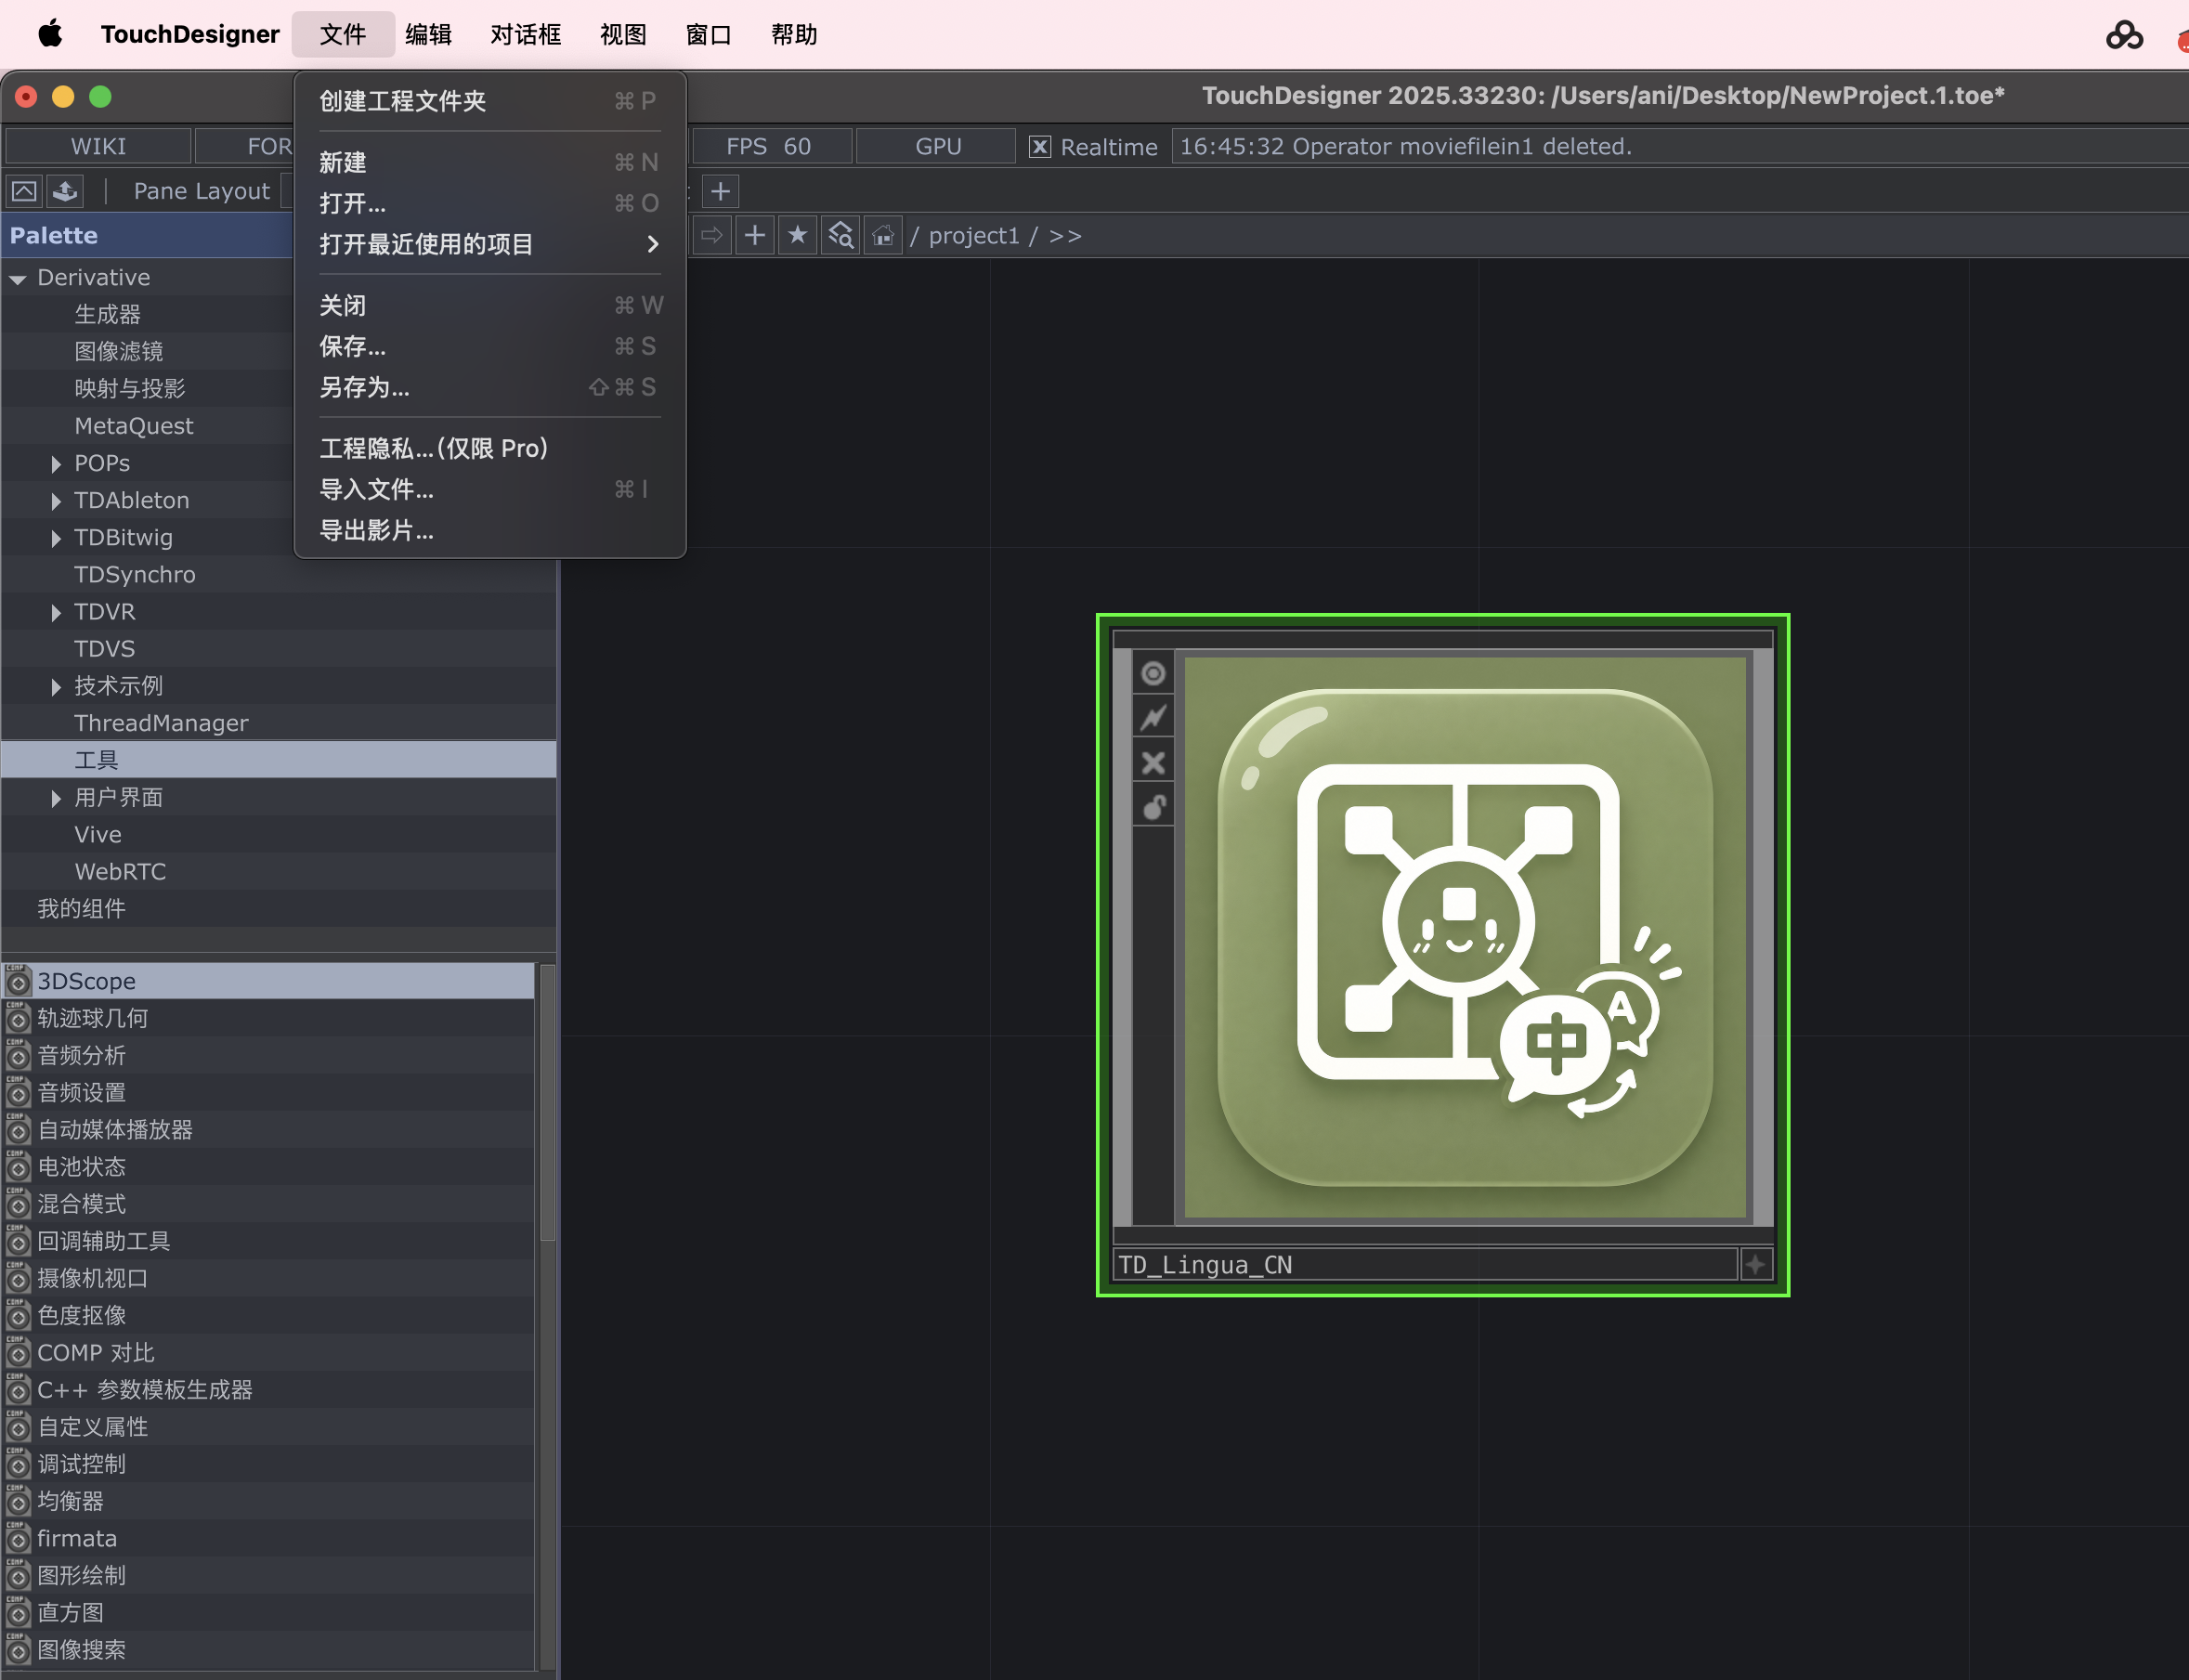 TouchDesigner 文件 编辑 对话框 视图 窗口 帮助
TouchDesigner 2025.33230: /Users/ani/Desktop/NewProject.1.toe*
创建工程文件夹 ⌘ P
新建 ⌘ N
打开... ⌘ O
打开最近使用的项目
关闭 ⌘ W
保存... ⌘ S
另存为... ⇧ ⌘ S
工程隐私...(仅限 Pro)
导入文件... ⌘ I
导出影片...
WIKI FOR FPS 60 GPU X Realtime 16:45:32 Operator moviefilein1 deleted.
Pane Layout
/ project1 / >>
Palette
Derivative
生成器
图像滤镜
映射与投影
MetaQuest
POPs
TDAbleton
TDBitwig
TDSynchro
TDVR
TDVS
技术示例
ThreadManager
工具
用户界面
Vive
WebRTC
我的组件
3DScope
轨迹球几何
音频分析
音频设置
自动媒体播放器
电池状态
混合模式
回调辅助工具
摄像机视口
色度抠像
COMP 对比
C++ 参数模板生成器
自定义属性
调试控制
均衡器
firmata
图形绘制
直方图
图像搜索
A
中
TD_Lingua_CN